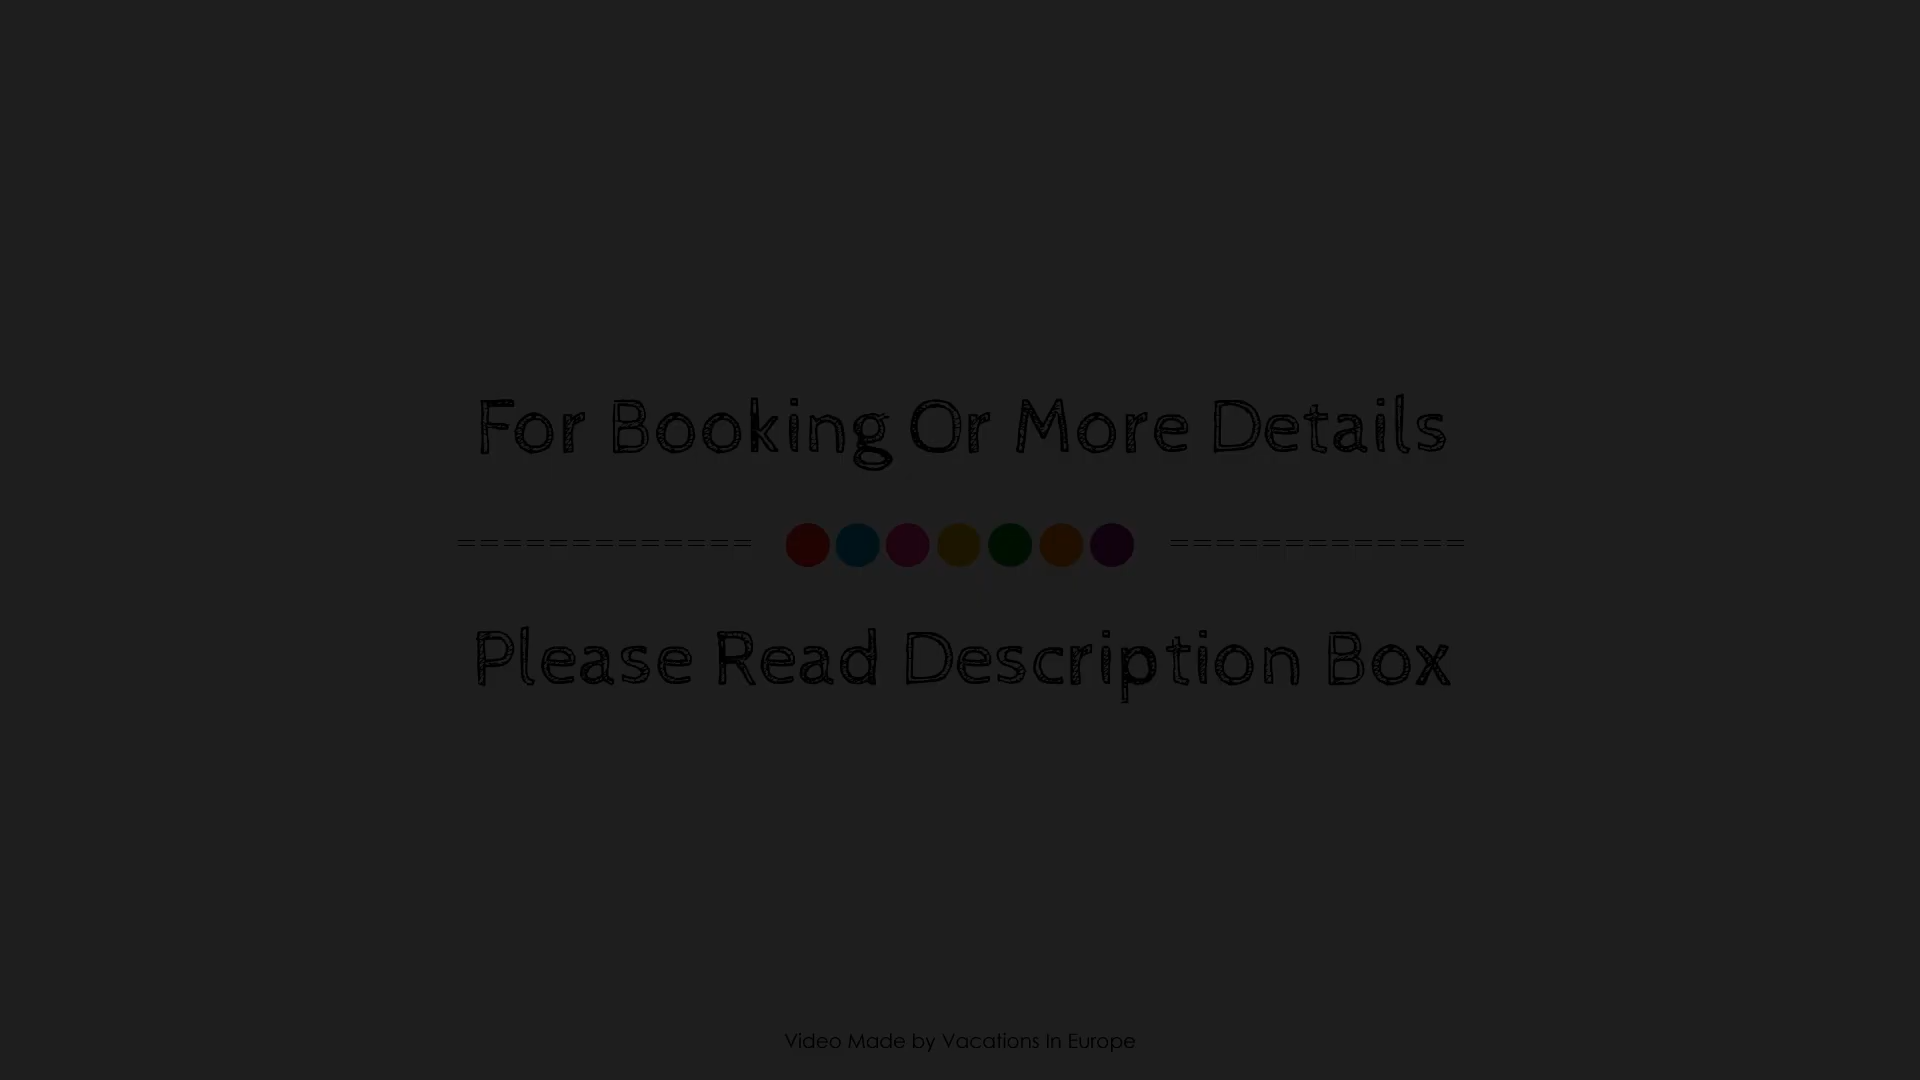 For Booking Or More Details
============= =============
Please Read Description Box
Video Made by Vacations In Europe